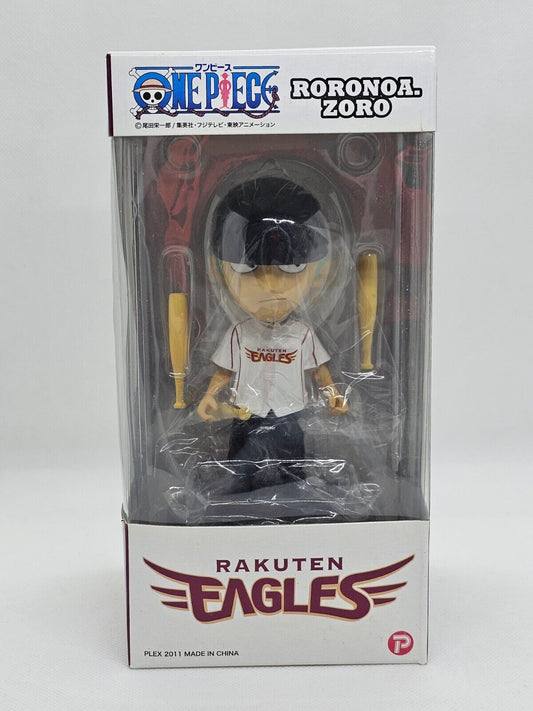 ワンピース
ONE PIECE
RORONOA.
ZORO
©尾田栄一郎/集英社・フジテレビ・東映アニメーション
RAKUTEN
EAGLES
RAKUTEN
EAGLES
PLEX 2011 MADE IN CHINA
P